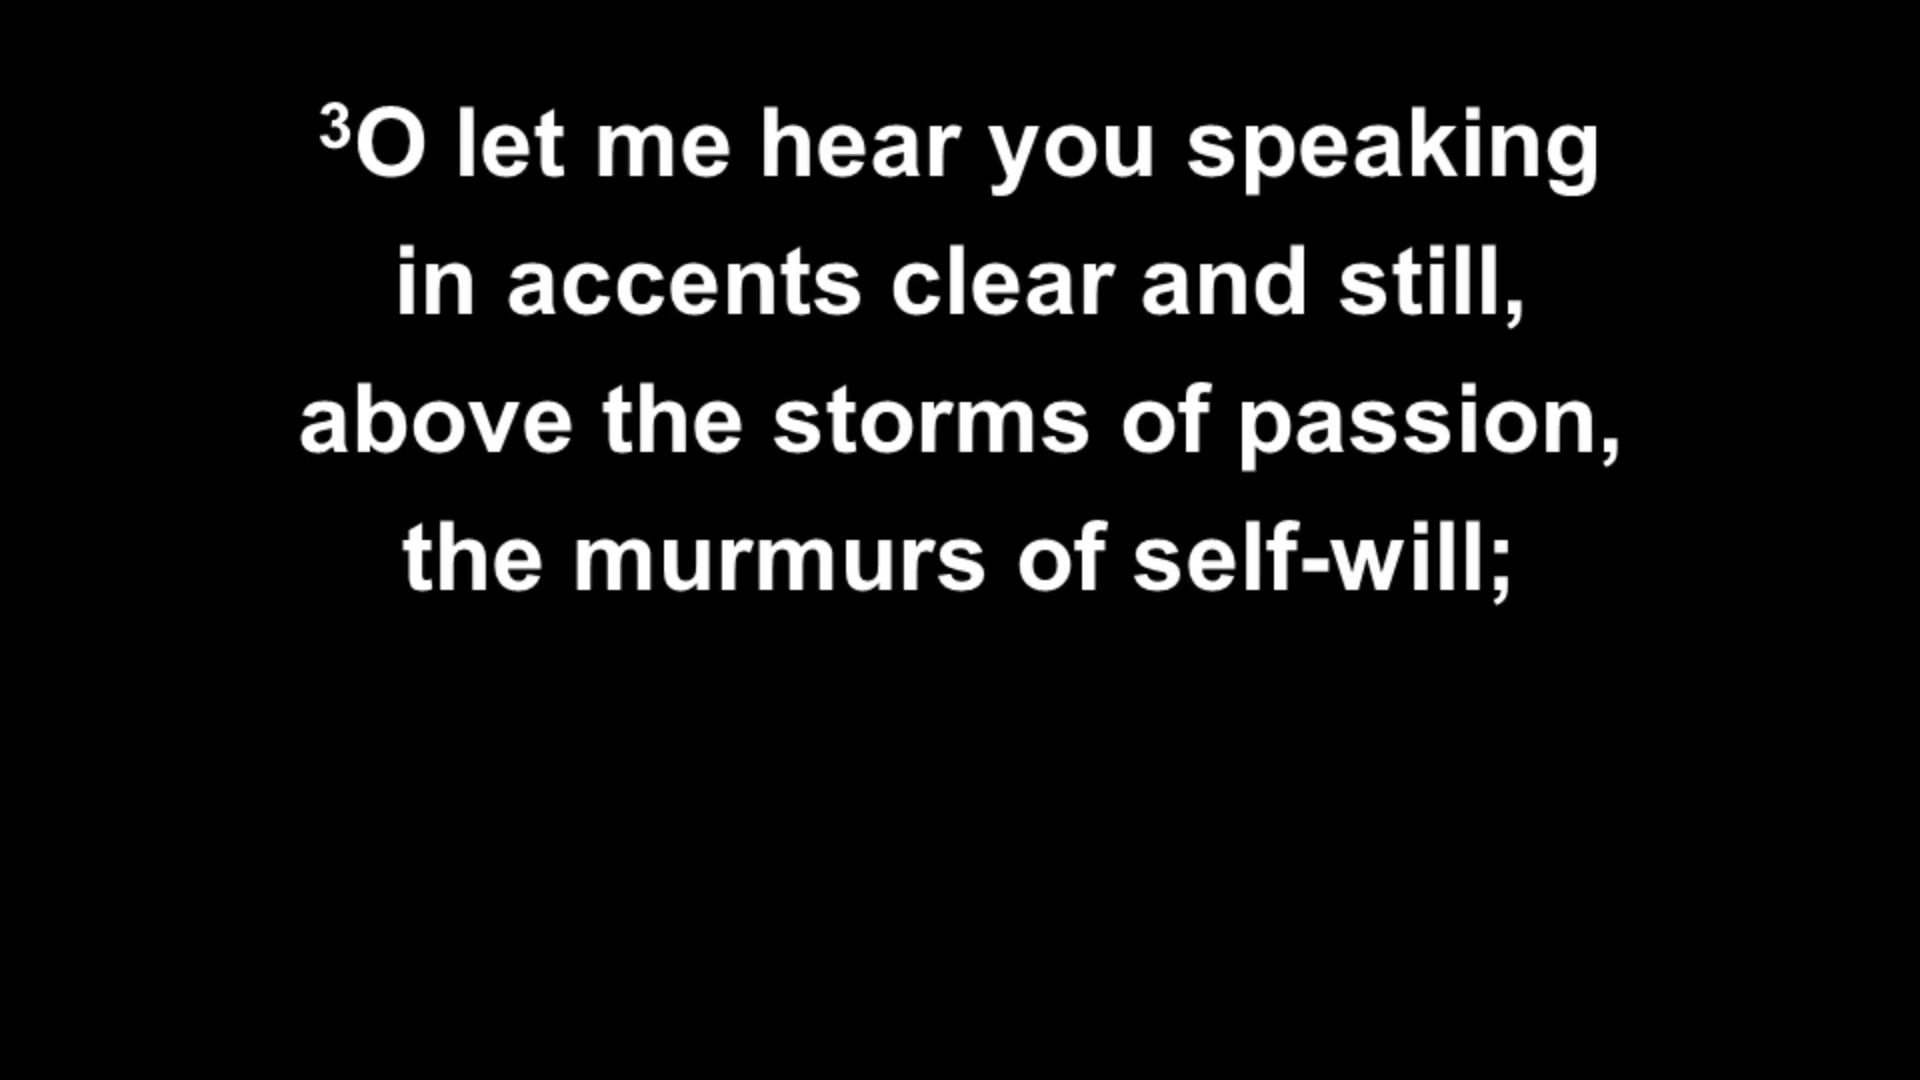 ³O let me hear you speaking
in accents clear and still,
above the storms of passion,
the murmurs of self-will;